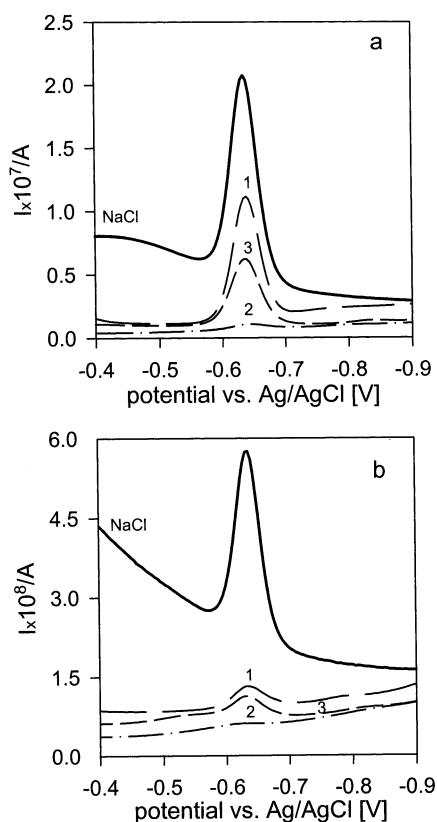 a
2.5
2.0
1.5
1.0
0.5
0.0
Ix10⁷/A
NaCl
1
3
2
-0.4 -0.5 -0.6 -0.7 -0.8 -0.9
potential vs. Ag/AgCl [V]
b
6.0
4.5
3.0
1.5
0.0
Ix10⁸/A
NaCl
1
2
3
-0.4 -0.5 -0.6 -0.7 -0.8 -0.9
potential vs. Ag/AgCl [V]